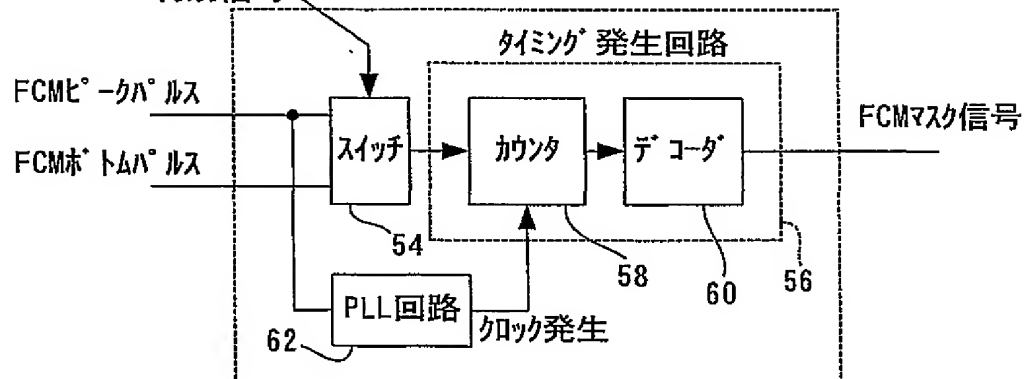 タイミング発生回路
FCMピークパルス
FCMボトムパルス
スイッチ
カウンタ
デコーダ
FCMマスク信号
54
58
60
56
PLL回路
クロック発生
62